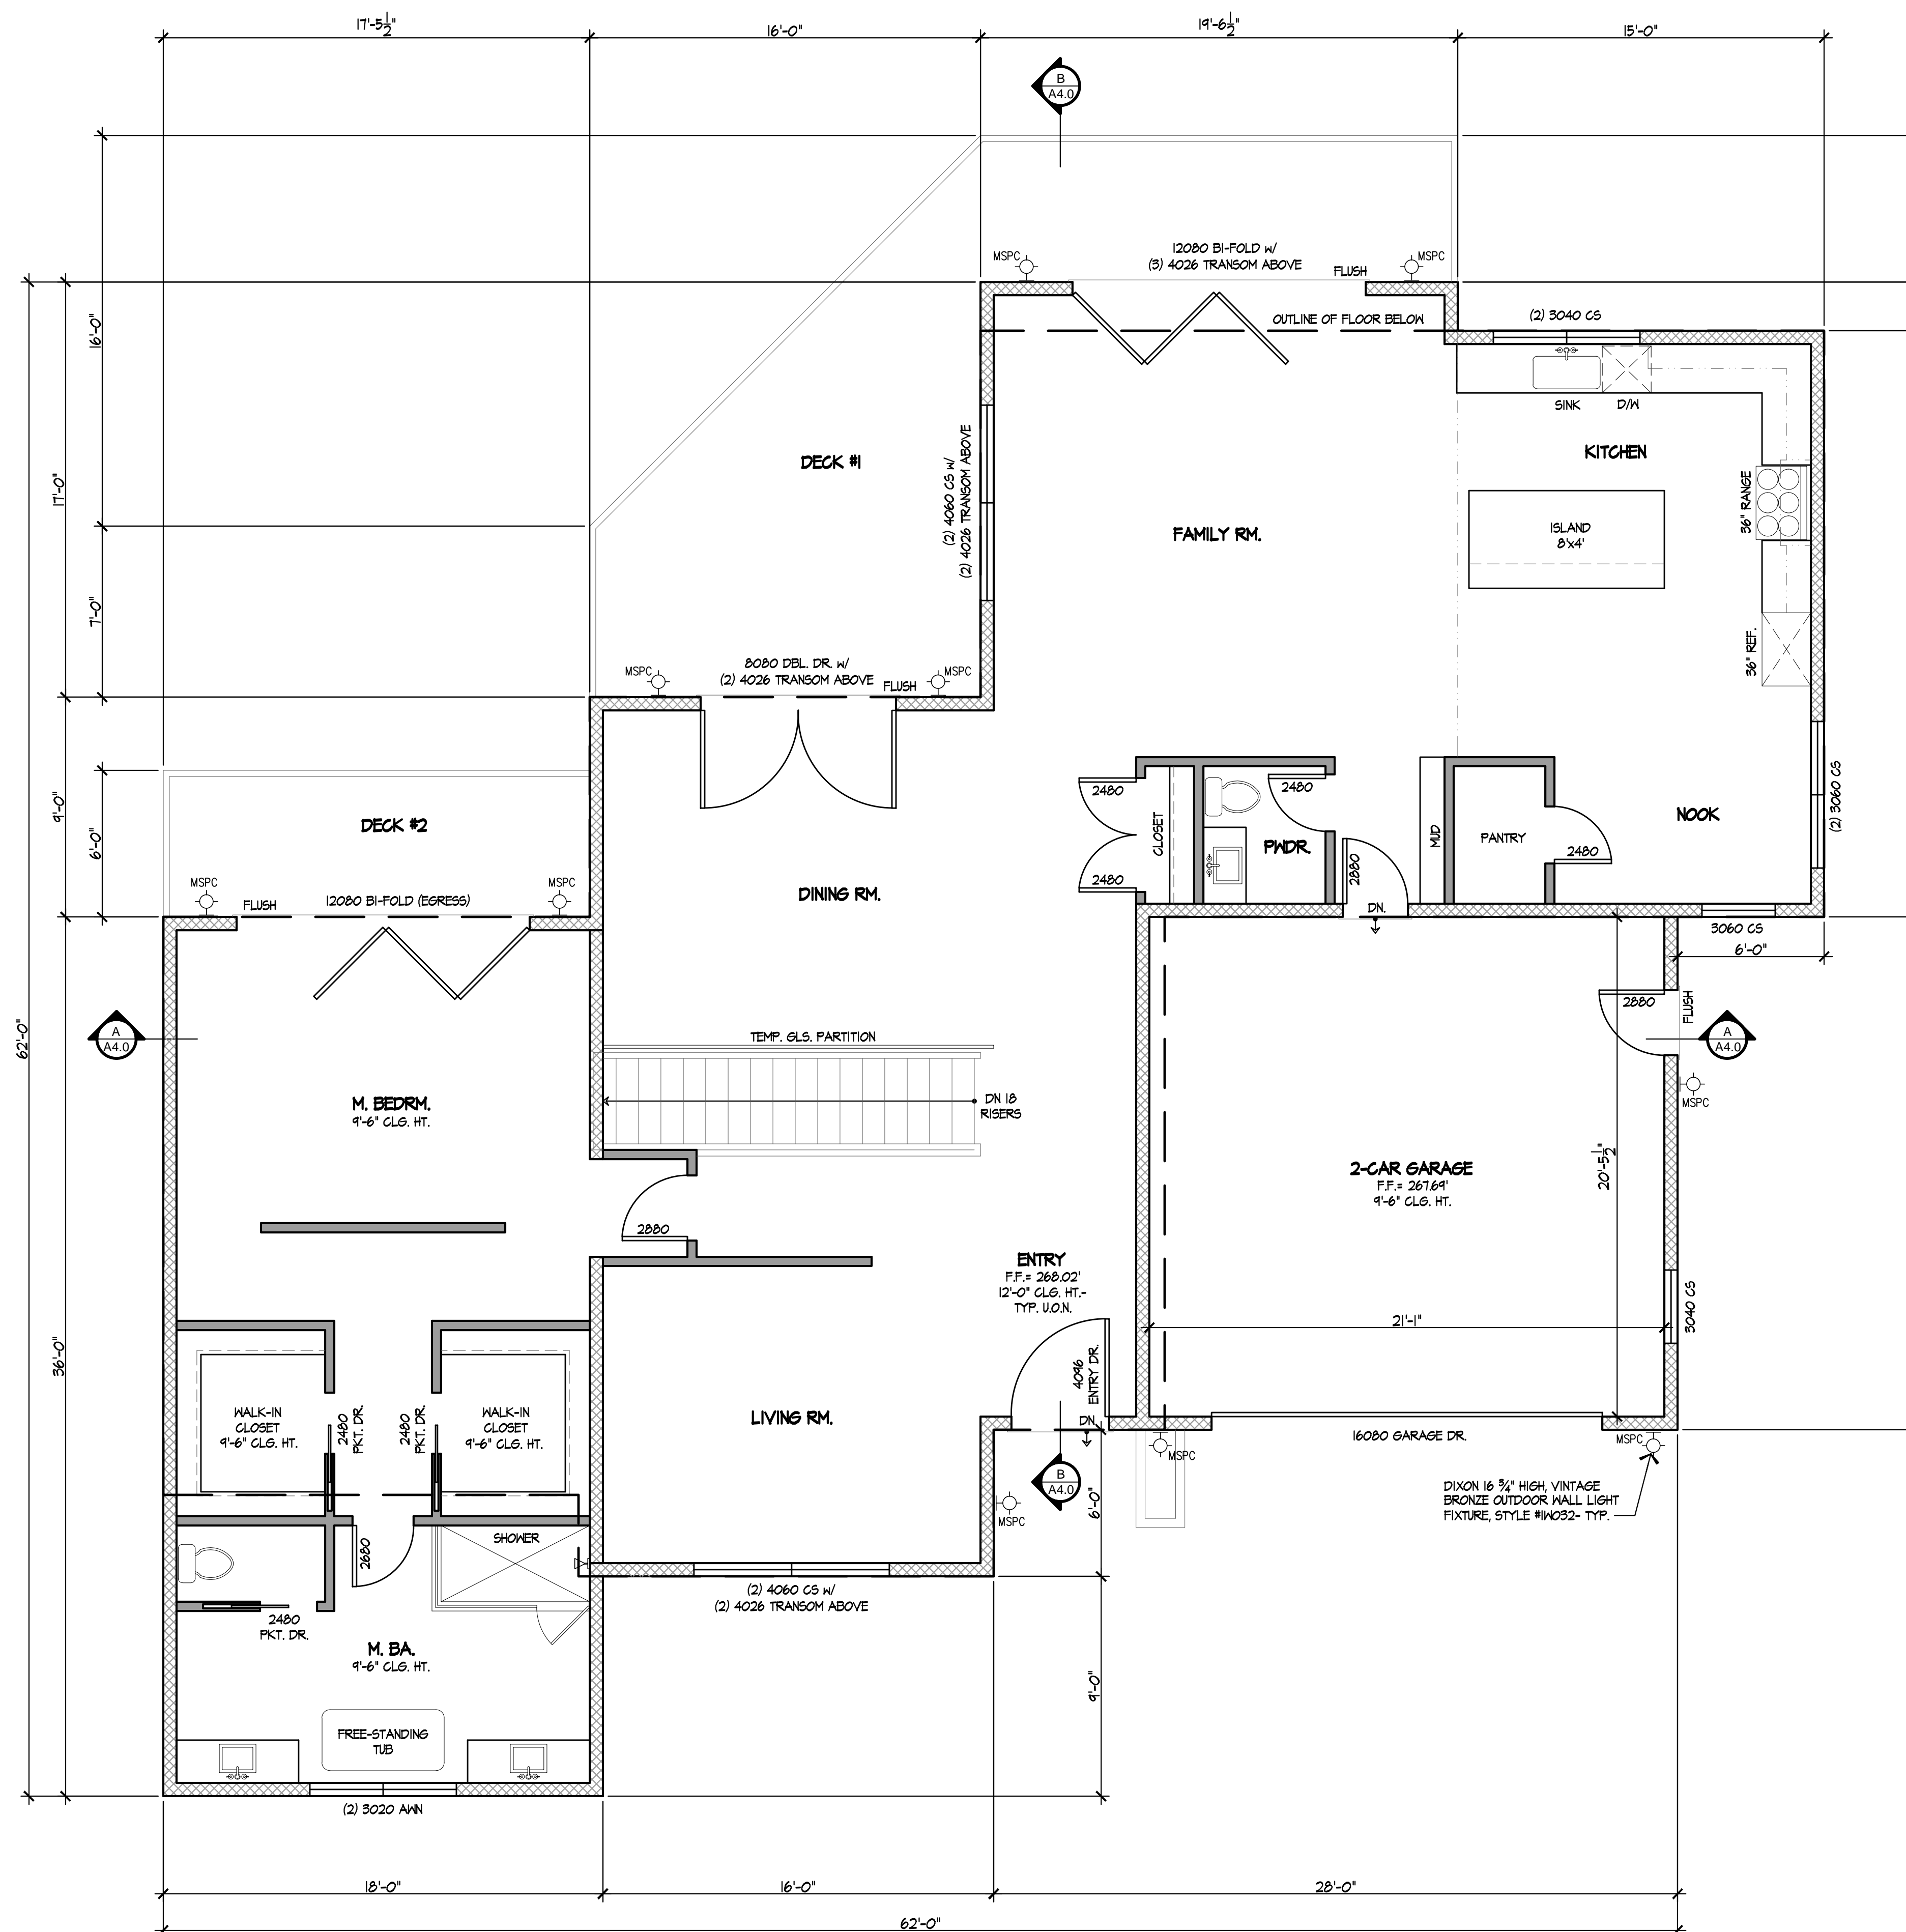 17'-5 1/2"
16'-0"
19'-6 1/2"
15'-0"
B
A4.0
MSPC
12080 BI-FOLD w/
(3) 4026 TRANSOM ABOVE
FLUSH
MSPC
OUTLINE OF FLOOR BELOW
(2) 3040 CS
16'-0"
SINK
D/W
KITCHEN
DECK #1
(2) 4060 CS w/
(2) 4026 TRANSOM ABOVE
FAMILY RM.
ISLAND
8'x4'
36" RANGE
17'-0"
7'-0"
36" REF.
MSPC
8080 DBL. DR. w/
(2) 4026 TRANSOM ABOVE
FLUSH
MSPC
9'-0"
6'-0"
DECK #2
2480
CLOSET
2480
PWDR.
2480
2880
MUD
PANTRY
2480
NOOK
(2) 3060 CS
MSPC
FLUSH
12080 BI-FOLD (EGRESS)
MSPC
DINING RM.
DN.
3060 CS
6'-0"
62'-0"
A
A4.0
2880
FLUSH
A
A4.0
MSPC
TEMP. GLS. PARTITION
DN 18
RISERS
M. BEDRM.
9'-6" CLG. HT.
2-CAR GARAGE
F.F.= 267.69'
9'-6" CLG. HT.
20'-5 1/2"
2880
ENTRY
F.F.= 268.02'
12'-0" CLG. HT.-
TYP. U.O.N.
21'-1"
3040 CS
36'-0"
WALK-IN
CLOSET
9'-6" CLG. HT.
2480
PKT. DR.
2480
PKT. DR.
WALK-IN
CLOSET
9'-6" CLG. HT.
LIVING RM.
4096
ENTRY DR.
DN.
16080 GARAGE DR.
MSPC
MSPC
B
A4.0
MSPC
6'-0"
DIXON 16 3/4" HIGH, VINTAGE
BRONZE OUTDOOR WALL LIGHT
FIXTURE, STYLE #1W032- TYP.
2680
SHOWER
2480
PKT. DR.
(2) 4060 CS w/
(2) 4026 TRANSOM ABOVE
M. BA.
9'-6" CLG. HT.
9'-0"
FREE-STANDING
TUB
(2) 3020 AWN
18'-0"
16'-0"
28'-0"
62'-0"